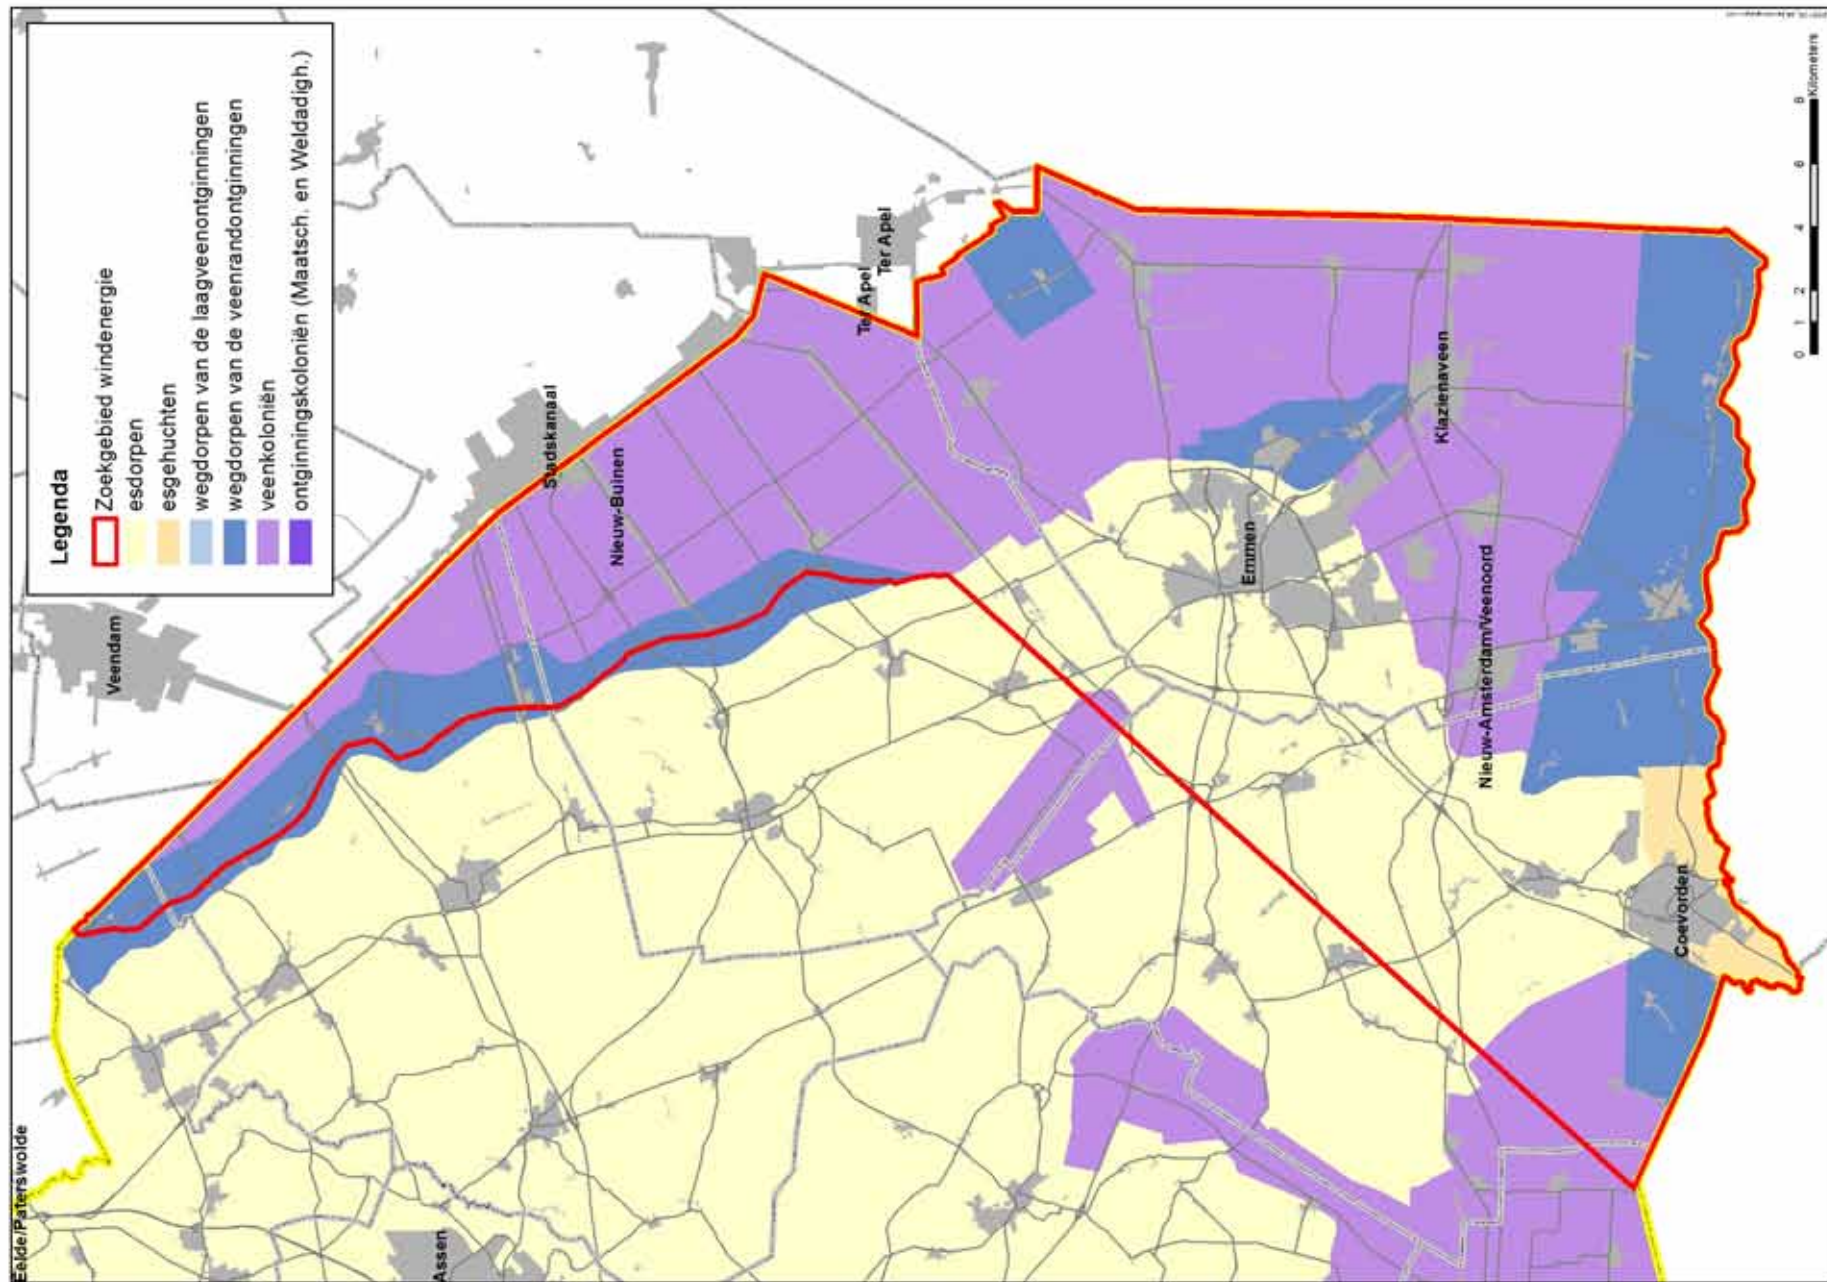 Legenda
Zoekgebied windenergie
esdorpen
esgehuchten
wegdorpen van de laagveenontginningen
wegdorpen van de veenrandontginningen
veenkoloniën
ontginningskoloniën (Maatsch. en Weldadigh.)
Eelde/Paterswolde
Veendam
Assen
Stadskanaal
Nieuw-Buinen
Ter Apel
Ter Apel
Emmen
Klazienaveen
Nieuw-Amsterdam/Veenoord
Coevorden
0 1 2 4 6 8
Kilometers